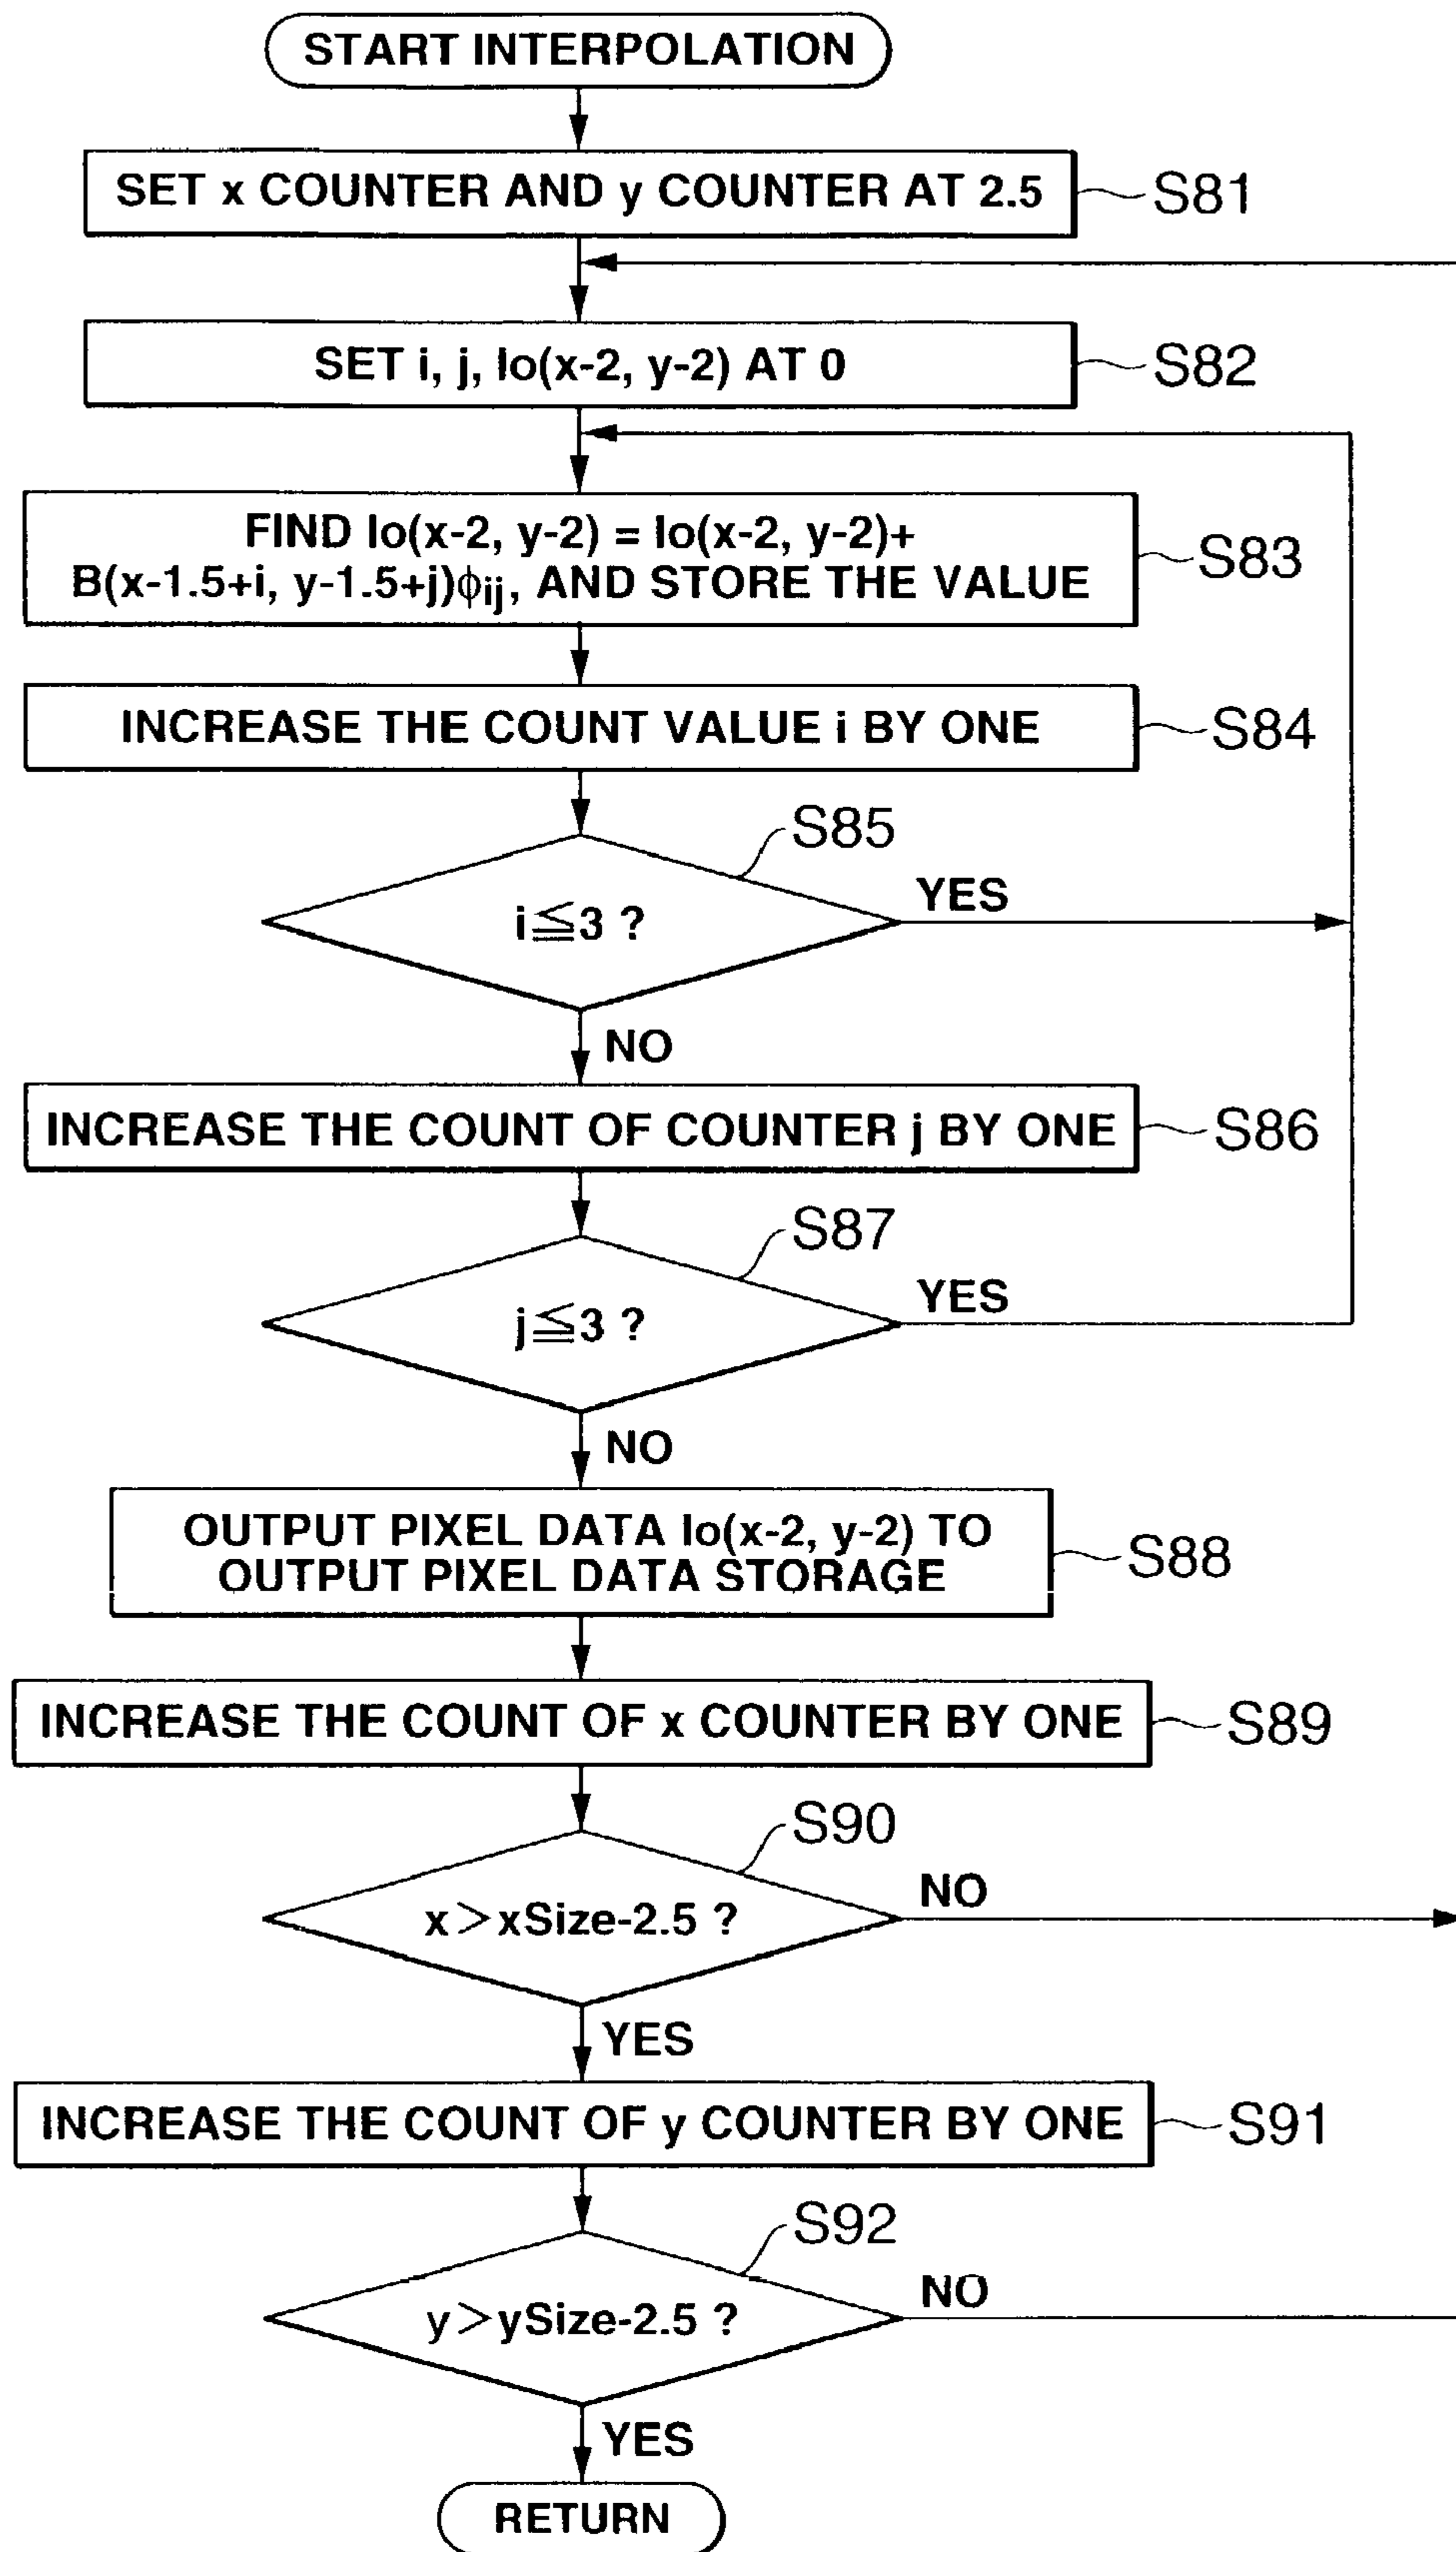 START INTERPOLATION
SET x COUNTER AND y COUNTER AT 2.5
S81
SET i, j, Io(x-2, y-2) AT 0
S82
FIND Io(x-2, y-2) = Io(x-2, y-2)+
B(x-1.5+i, y-1.5+j)ϕij, AND STORE THE VALUE
S83
INCREASE THE COUNT VALUE i BY ONE
S84
S85
i≦3 ?
YES
NO
INCREASE THE COUNT OF COUNTER j BY ONE
S86
S87
j≦3 ?
YES
NO
OUTPUT PIXEL DATA Io(x-2, y-2) TO
OUTPUT PIXEL DATA STORAGE
S88
INCREASE THE COUNT OF x COUNTER BY ONE
S89
S90
x>xSize-2.5 ?
NO
YES
INCREASE THE COUNT OF y COUNTER BY ONE
S91
S92
y>ySize-2.5 ?
NO
YES
RETURN